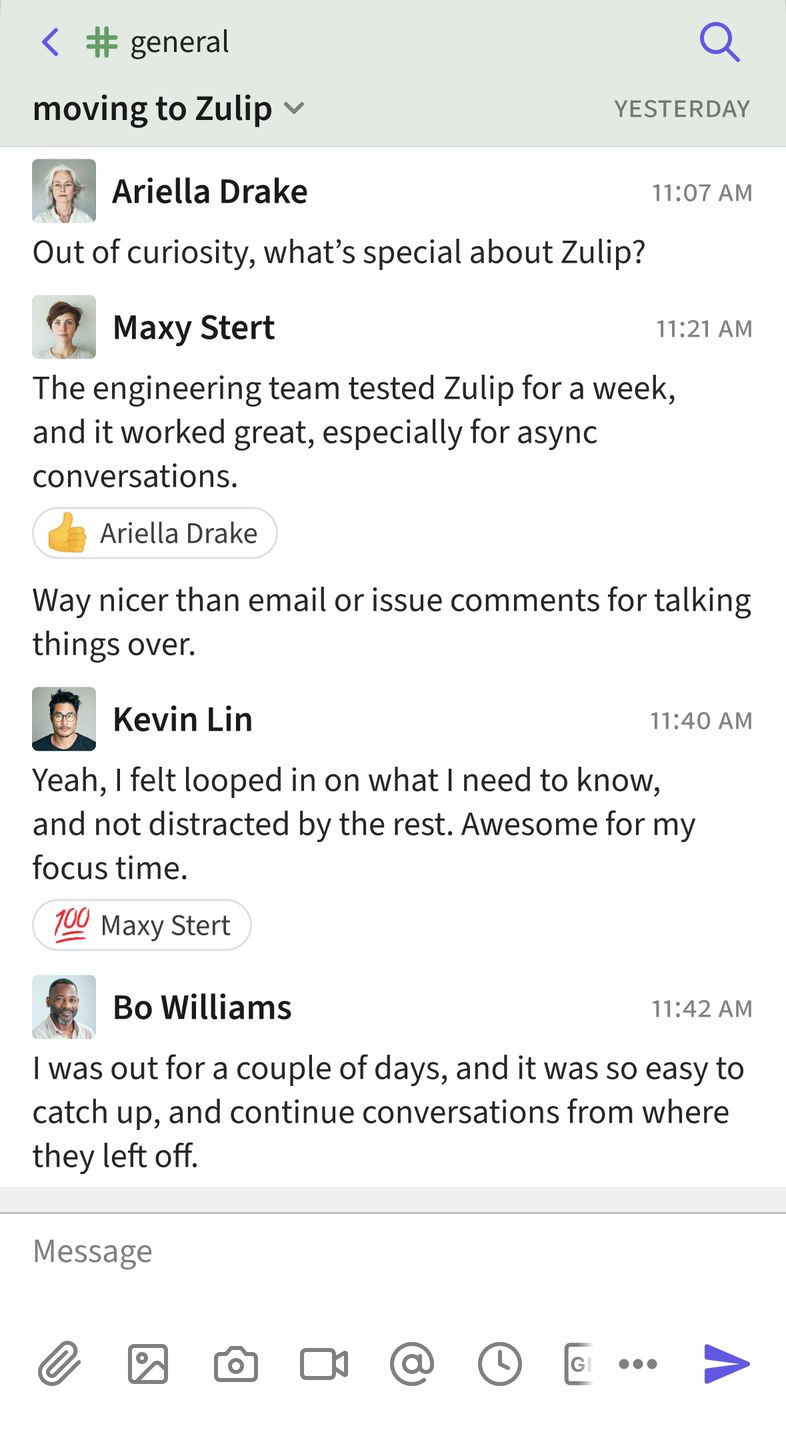 general
moving to Zulip
YESTERDAY
Ariella Drake
11:07 AM
Out of curiosity, what’s special about Zulip?
Maxy Stert
11:21 AM
The engineering team tested Zulip for a week,
and it worked great, especially for async
conversations.
👍 Ariella Drake
Way nicer than email or issue comments for talking
things over.
Kevin Lin
11:40 AM
Yeah, I felt looped in on what I need to know,
and not distracted by the rest. Awesome for my
focus time.
💯 Maxy Stert
Bo Williams
11:42 AM
I was out for a couple of days, and it was so easy to
catch up, and continue conversations from where
they left off.
Message